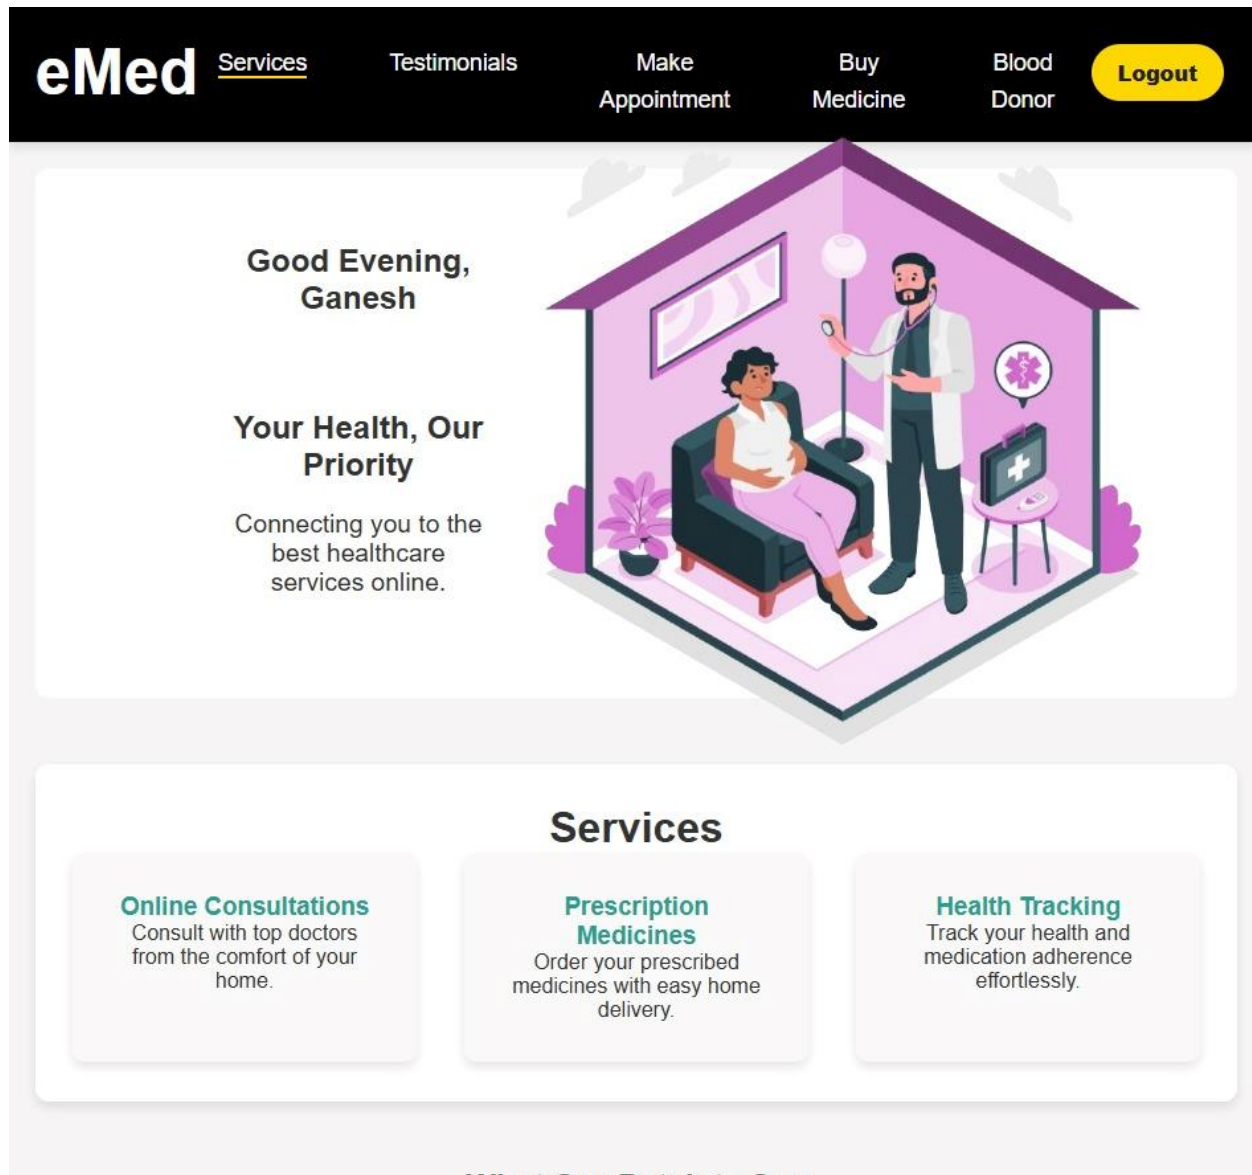 eMed
Services
Testimonials
Make
Appointment
Buy
Medicine
Blood
Donor
Logout
Good Evening,
Ganesh
Your Health, Our
Priority
Connecting you to the
best healthcare
services online.
Services
Online Consultations
Consult with top doctors
from the comfort of your
home.
Prescription
Medicines
Order your prescribed
medicines with easy home
delivery.
Health Tracking
Track your health and
medication adherence
effortlessly.